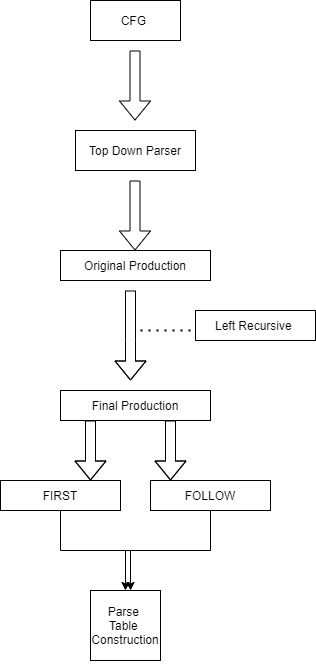 CFG
Top Down Parser
Original Production
Left Recursive
Final Production
FIRST
FOLLOW
Parse
Table
Construction